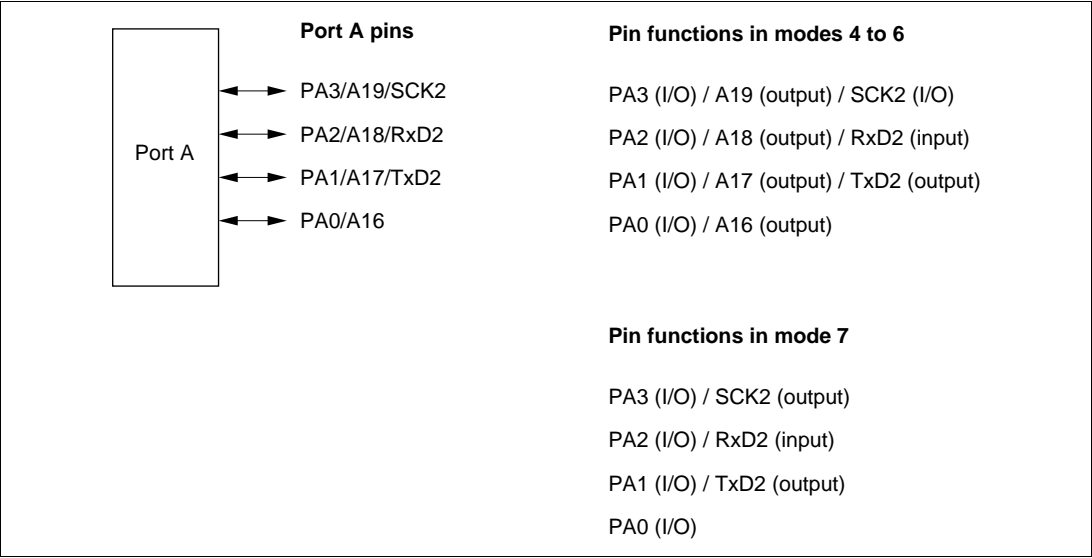 Port A
Port A pins
PA3/A19/SCK2
PA2/A18/RxD2
PA1/A17/TxD2
PA0/A16
Pin functions in modes 4 to 6
PA3 (I/O) / A19 (output) / SCK2 (I/O)
PA2 (I/O) / A18 (output) / RxD2 (input)
PA1 (I/O) / A17 (output) / TxD2 (output)
PA0 (I/O) / A16 (output)
Pin functions in mode 7
PA3 (I/O) / SCK2 (output)
PA2 (I/O) / RxD2 (input)
PA1 (I/O) / TxD2 (output)
PA0 (I/O)